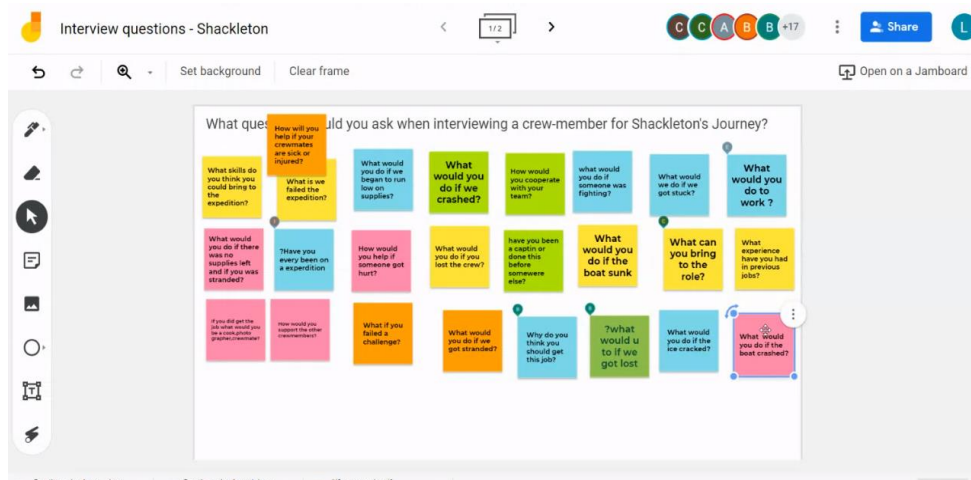 Interview questions - Shackleton
1/2
C C A B B +17
Share
L
Set background
Clear frame
Open on a Jamboard
What que uld you ask when interviewing a crew-member for Shackleton's Journey?
How will you
help if your
crewmates
are sick or
injured?
What skills do
you think you
could bring to
the
expedition?
What is we
failed the
expedition?
What would
you do if we
began to run
low on
supplies?
What
would you
do if we
crashed?
How would
you cooperate
with your
team?
what would
you do if
someone was
fighting?
What would
we do if we
got stuck?
What
would you
do to
work ?
What would
you do if there
was no
supplies left
and if you was
stranded?
?Have you
every been on
a experdition
How would
you help if
someone got
hurt?
What would
you do if you
lost the crew?
have you been
a captin or
done this
before
somewere
else?
What
would you
do if the
boat sunk
What can
you bring
to the
role?
What
experience
have you had
in previous
jobs?
If you did get the
job what would you
be a cook,photo
grapher,crewmate?
How would you
support the other
crewmembers?
What if you
failed a
challenge?
What would
you do if we
got stranded?
Why do you
think you
should get
this job?
?what
would u
to if we
got lost
What would
you do if the
ice cracked?
What would
you do if the
boat crashed?